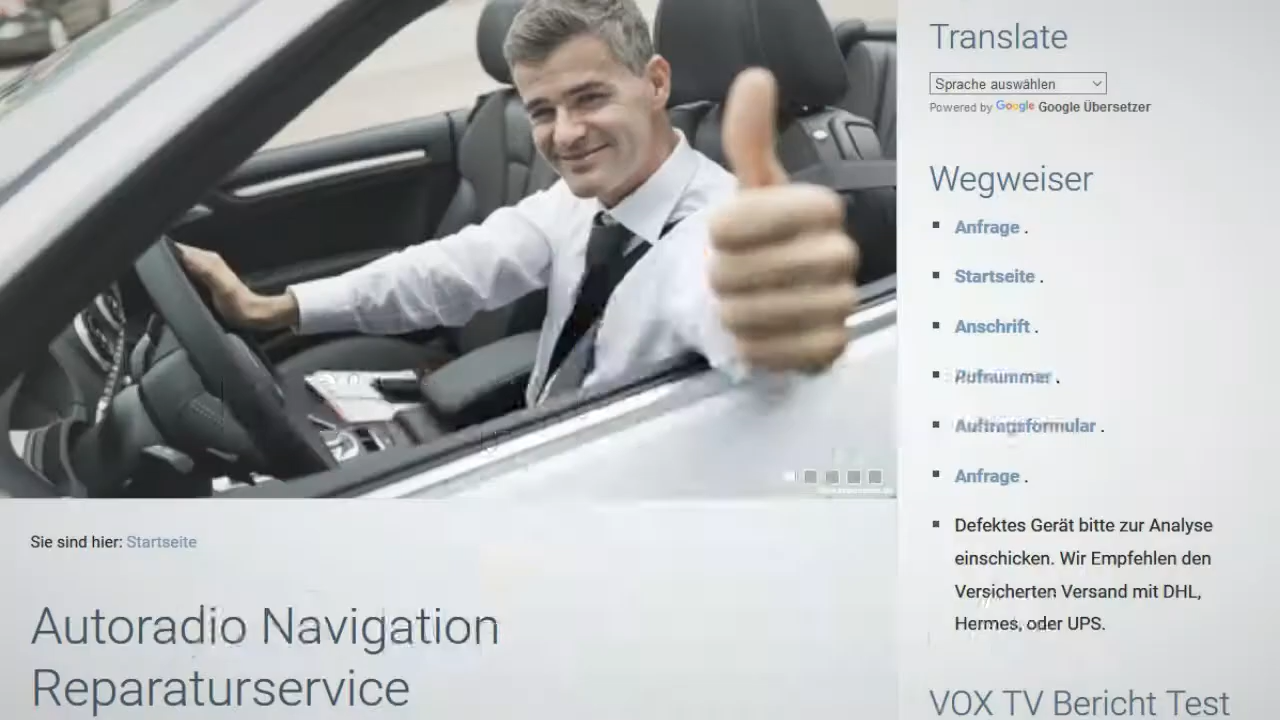 Translate
Sprache auswählen
Powered by Google Google Übersetzer
Wegweiser
Anfrage .
Startseite .
Anschrift .
Rufnummer .
Auftragsformular .
Anfrage .
Defektes Gerät bitte zur Analyse
einschicken. Wir Empfehlen den
Versicherten Versand mit DHL,
Hermes, oder UPS.
VOX TV Bericht Test
Sie sind hier: Startseite
Autoradio Navigation
Reparaturservice